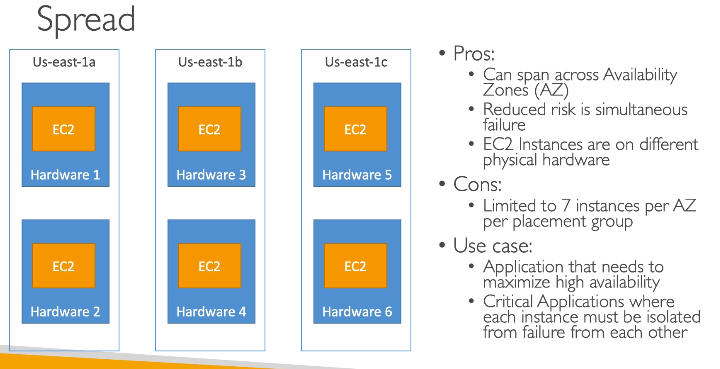 Spread
Us-east-1a
EC2
Hardware 1
EC2
Hardware 2
Us-east-1b
EC2
Hardware 3
EC2
Hardware 4
Us-east-1c
EC2
Hardware 5
EC2
Hardware 6
• Pros:
• Can span across Availability
Zones (AZ)
• Reduced risk is simultaneous
failure
• EC2 Instances are on different
physical hardware
• Cons:
• Limited to 7 instances per AZ
per placement group
• Use case:
• Application that needs to
maximize high availability
• Critical Applications where
each instance must be isolated
from failure from each other